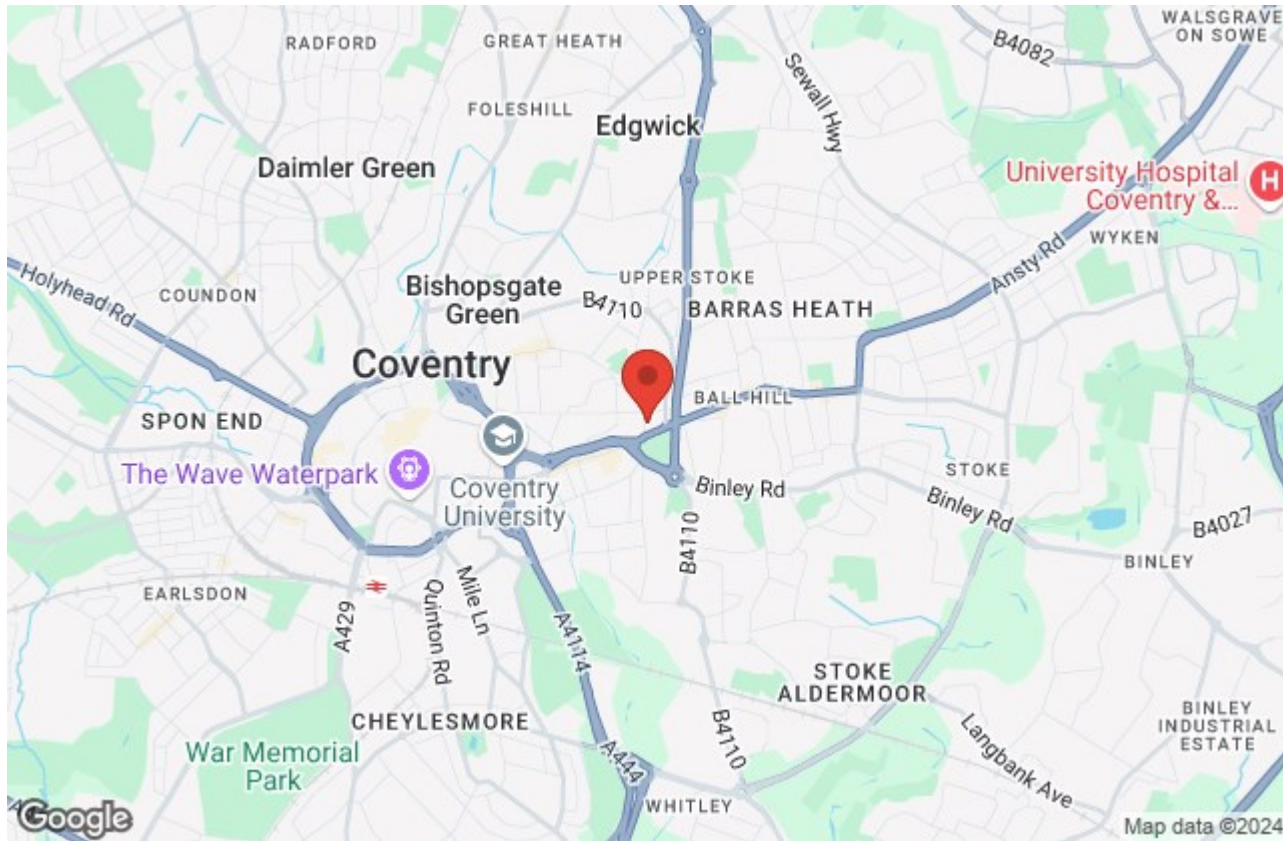 WALSGRAVE
ON SOWE
RADFORD
GREAT HEATH
B4082
Sewall Hwy
FOLESHILL
Edgwick
Daimler Green
University Hospital
Coventry &...
H
WYKEN
Ansty Rd
Holyhead Rd
COUNDON
Bishopsgate
Green
UPPER STOKE
B4110
BARRAS HEATH
Coventry
BALL HILL
SPON END
The Wave Waterpark
Coventry
University
Binley Rd
STOKE
Binley Rd
B4027
B4110
BINLEY
EARLSDON
A429
Quinton Rd
Mile Ln
A4114
STOKE
ALDERMOOR
CHEYLESMORE
B4110
Langbank Ave
BINLEY
INDUSTRIAL
ESTATE
War Memorial
Park
A444
WHITLEY
Google
Map data ©2024